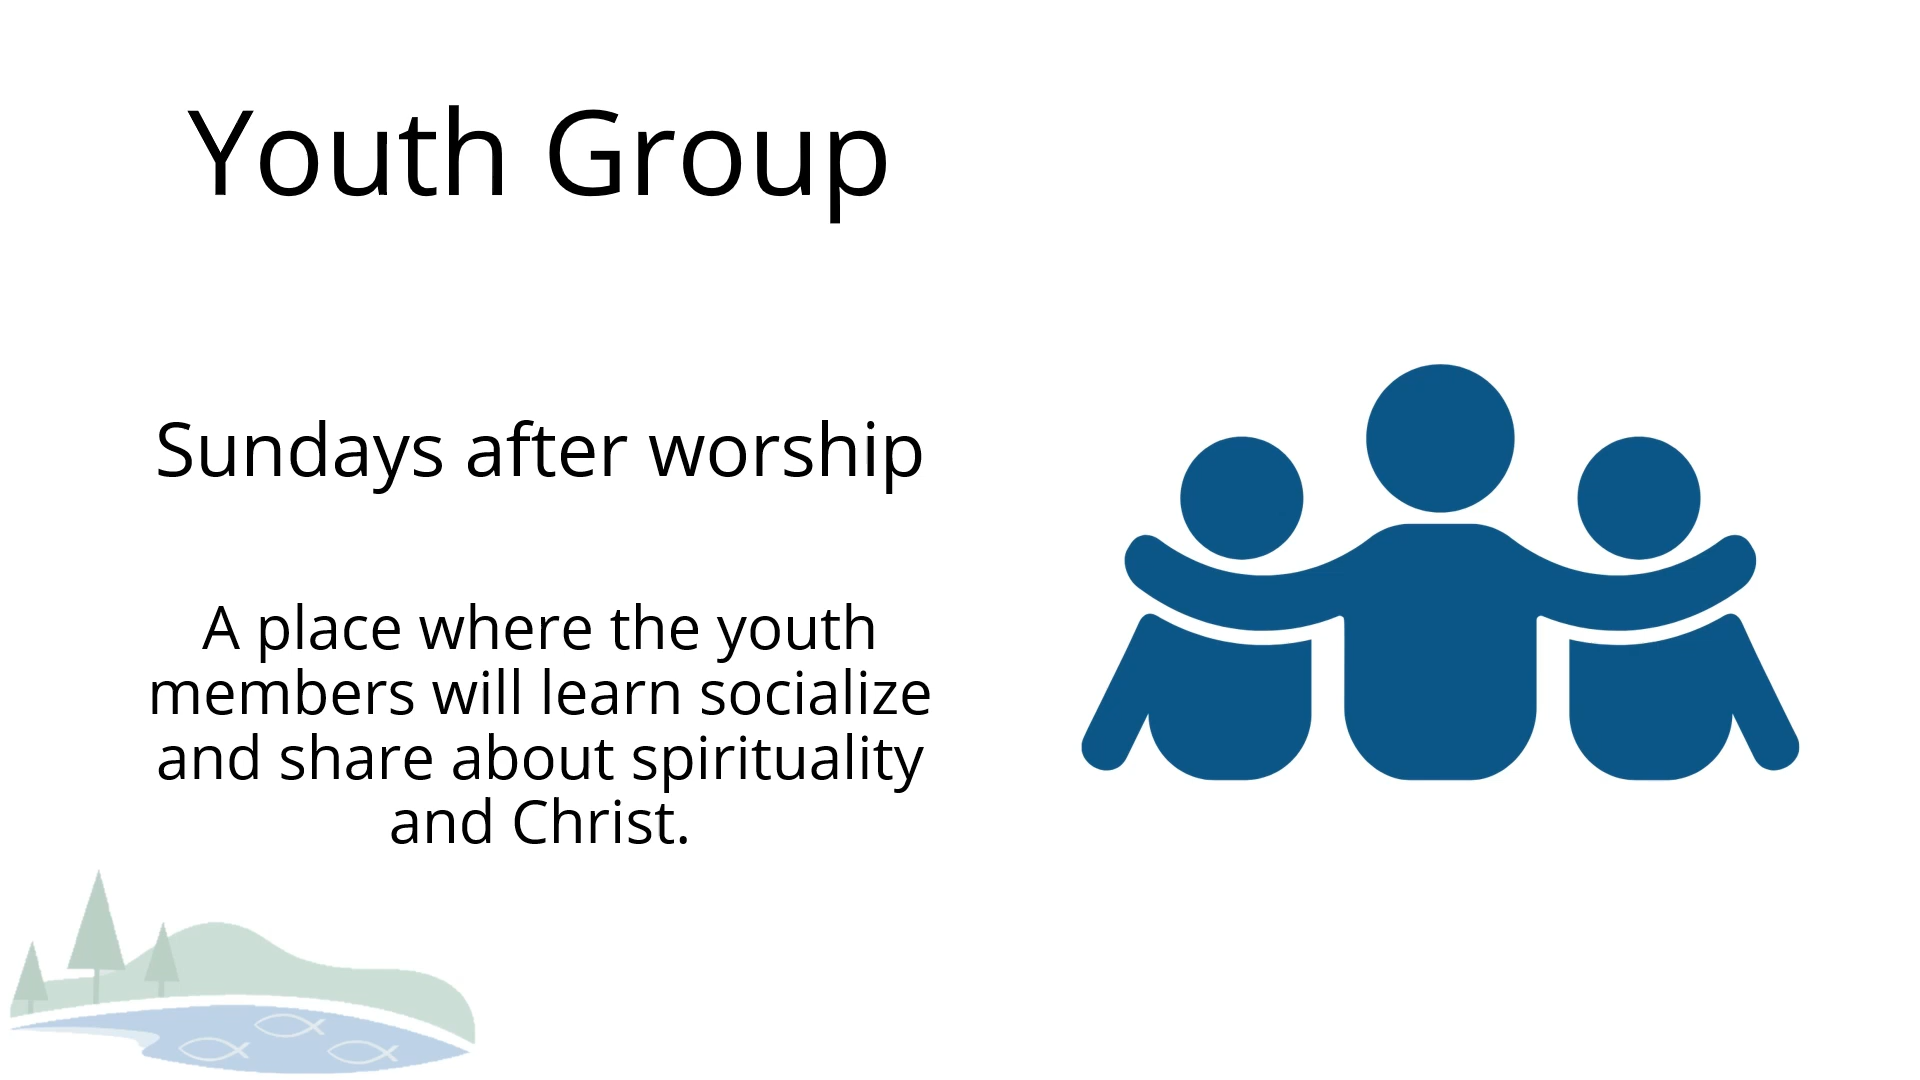 Youth Group
Sundays after worship
A place where the youth
members will learn socialize
and share about spirituality
and Christ.